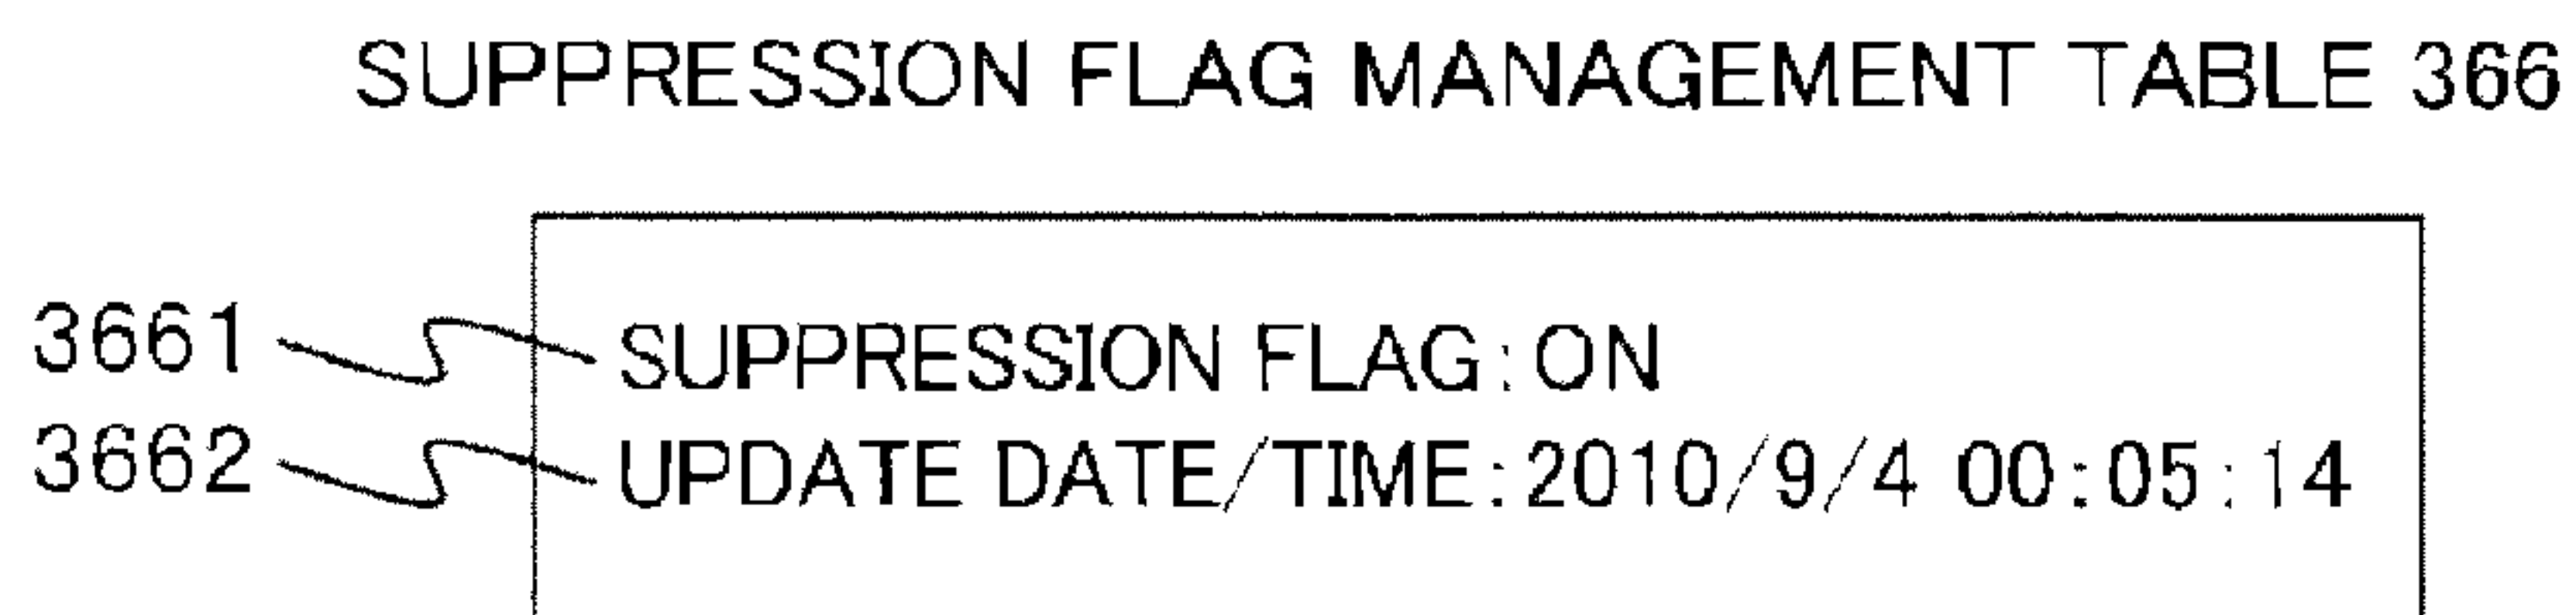 SUPPRESSION FLAG MANAGEMENT TABLE 366
3661 SUPPRESSION FLAG:ON
3662 UPDATE DATE/TIME:2010/9/4 00:05:14